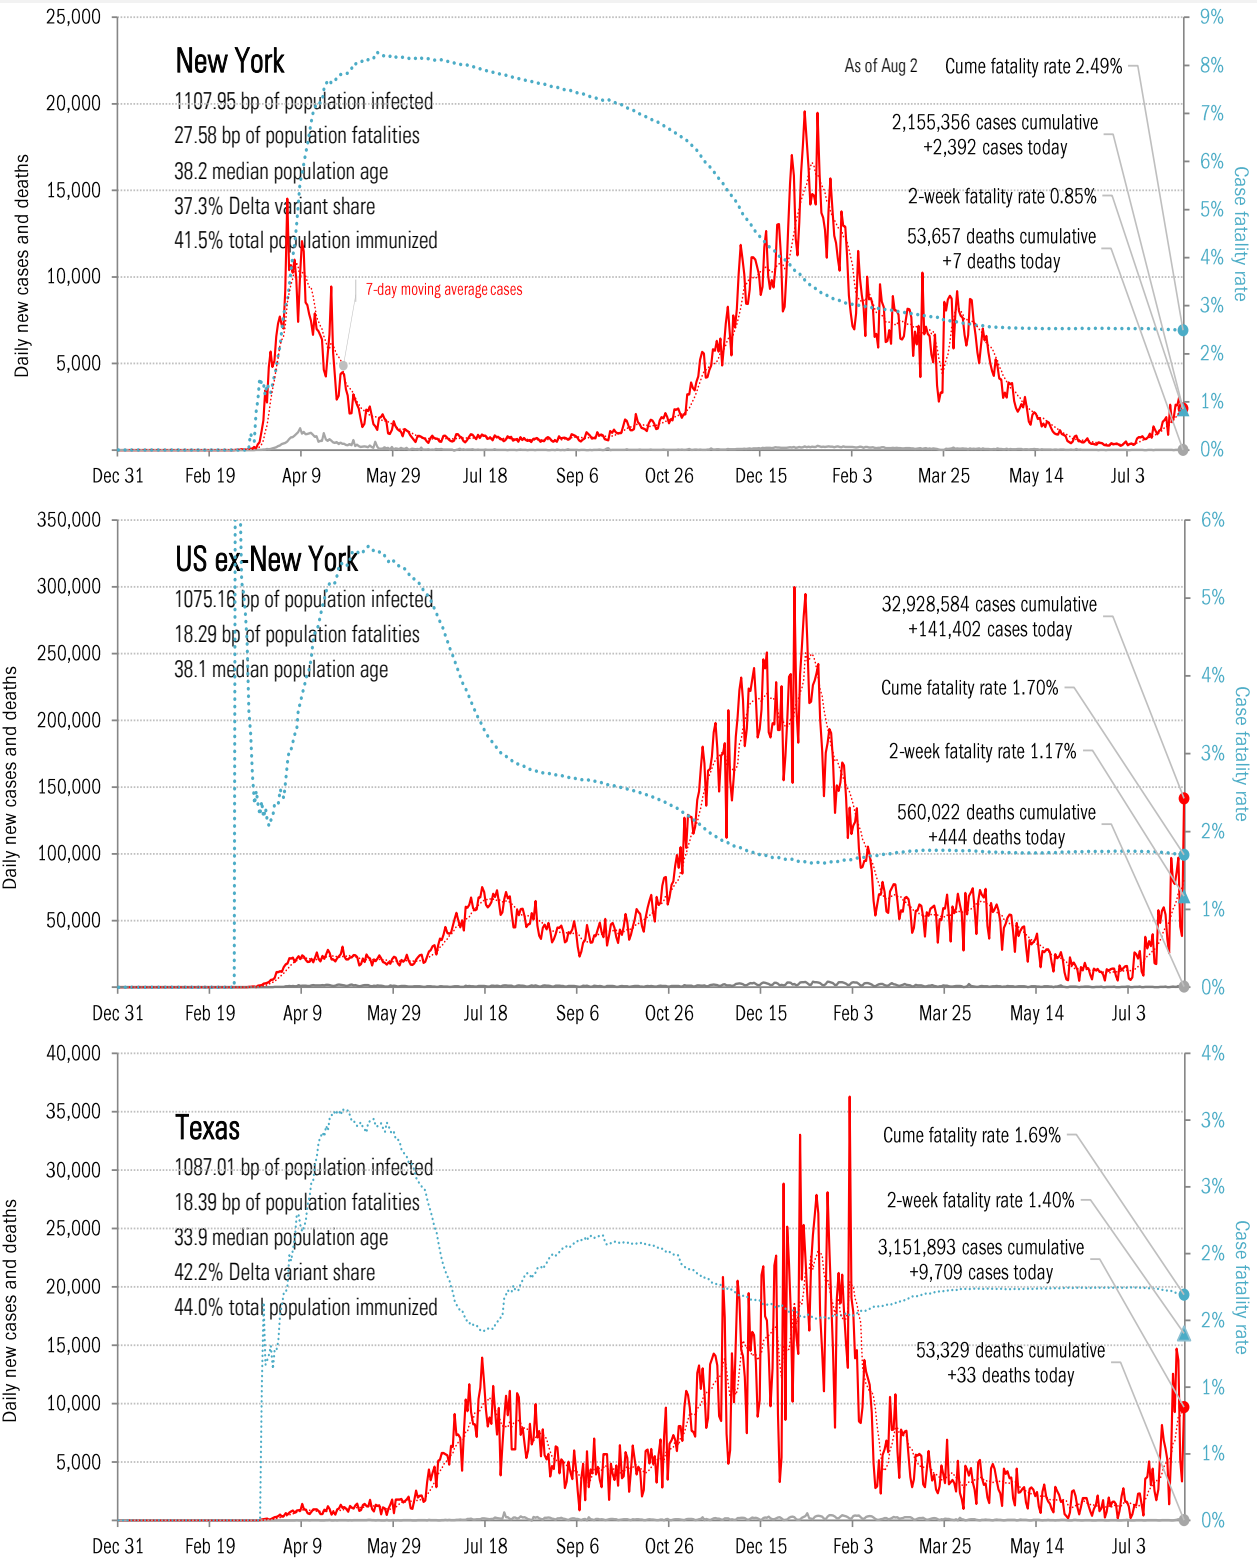 25,000
20,000
15,000
10,000
5,000
Daily new cases and deaths
New York
1107.95 bp of population infected
27.58 bp of population fatalities
38.2 median population age
37.3% Delta variant share
41.5% total population immunized
7-day moving average cases
As of Aug 2
Cume fatality rate 2.49%
2,155,356 cases cumulative
+2,392 cases today
2-week fatality rate 0.85%
53,657 deaths cumulative
+7 deaths today
9%
8%
7%
6%
5%
4%
3%
2%
1%
0%
Case fatality rate
Dec 31 Feb 19 Apr 9 May 29 Jul 18 Sep 6 Oct 26 Dec 15 Feb 3 Mar 25 May 14 Jul 3
350,000
300,000
250,000
200,000
150,000
100,000
50,000
Daily new cases and deaths
US ex-New York
1075.16 bp of population infected
18.29 bp of population fatalities
38.1 median population age
32,928,584 cases cumulative
+141,402 cases today
Cume fatality rate 1.70%
2-week fatality rate 1.17%
560,022 deaths cumulative
+444 deaths today
6%
5%
4%
3%
2%
1%
0%
Case fatality rate
Dec 31 Feb 19 Apr 9 May 29 Jul 18 Sep 6 Oct 26 Dec 15 Feb 3 Mar 25 May 14 Jul 3
40,000
35,000
30,000
25,000
20,000
15,000
10,000
5,000
Daily new cases and deaths
Texas
1087.01 bp of population infected
18.39 bp of population fatalities
33.9 median population age
42.2% Delta variant share
44.0% total population immunized
Cume fatality rate 1.69%
2-week fatality rate 1.40%
3,151,893 cases cumulative
+9,709 cases today
53,329 deaths cumulative
+33 deaths today
4%
3%
3%
2%
2%
1%
1%
0%
Case fatality rate
Dec 31 Feb 19 Apr 9 May 29 Jul 18 Sep 6 Oct 26 Dec 15 Feb 3 Mar 25 May 14 Jul 3